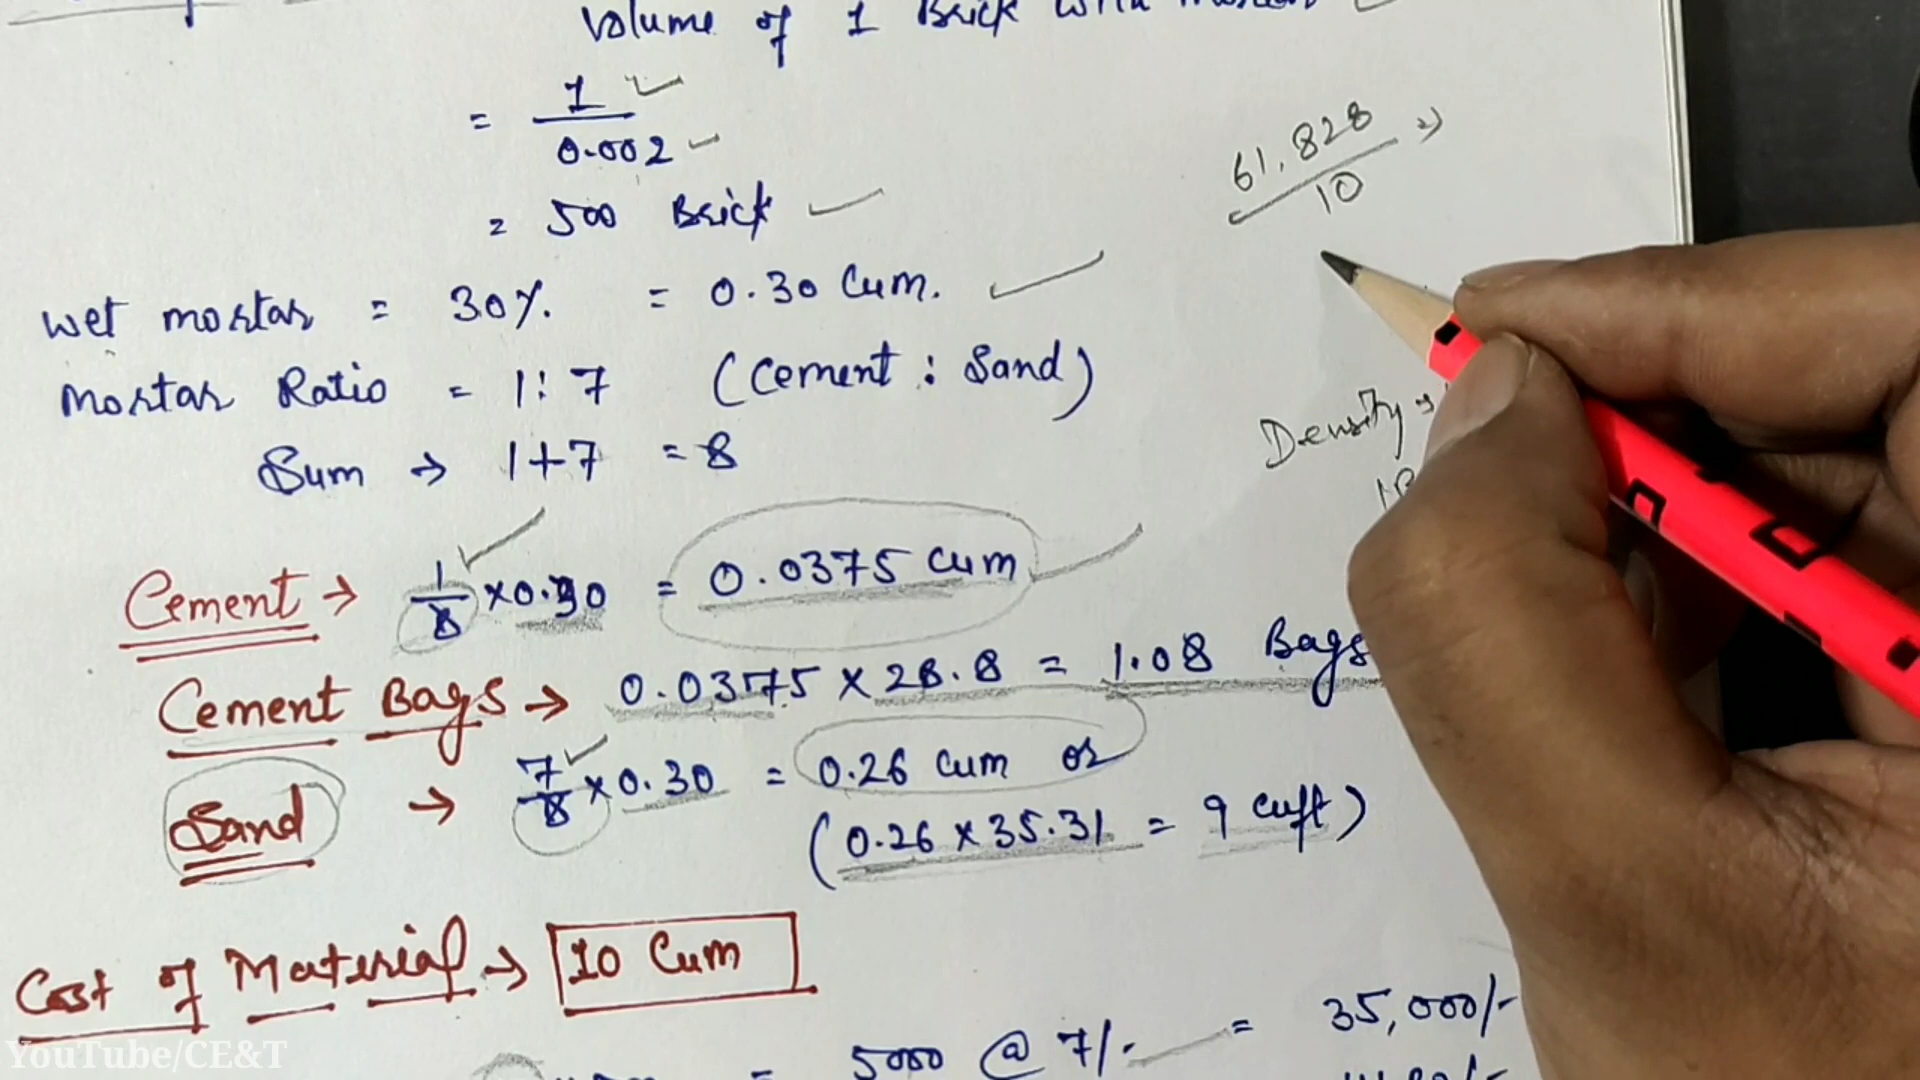 Volume of 1 Brick with
= 1 / 0.002
= 500 Brick
61.828 / 10 ⇒
Wet mortar = 30% = 0.30 Cum.
Mortar Ratio = 1:7 (Cement : Sand)
Density →
Sum → 1+7 = 8
Cement → 1/8 × 0.30 = 0.0375 Cum
Cement Bags → 0.0375 × 28.8 = 1.08 Bags
Sand → 7/8 × 0.30 = 0.26 Cum or
(0.26 × 35.31 = 9 cuft)
Cost of Material → 10 Cum
= 5000 @ 7/- = 35,000/-
YouTube/CE&T